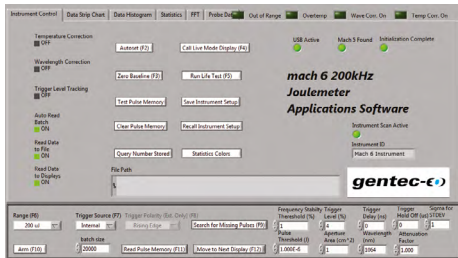 Instrument Control Data Strip Chart Data Histogram Statistics FFT Probe Da Out of Range Overtemp Wave Corr. On Temp Corr. On
Temperature Correction
OFF
Autoset (F2) Call Live Mode Display (F4)
USB Active Mach 5 Found Initialization Complete
Wavelength Correction
OFF
Zero Baseline (F3) Run Life Test (F5)
mach 6 200kHz
Joulemeter
Applications Software
Trigger Level Tracking
OFF
Test Pulse Memory Save Instrument Setup
Auto Read
Batch
ON
Clear Pulse Memory Recall Instrument Setup
Instrument Scan Active
Read Data
to File
ON
Query Number Stored Statistics Colors
Instrument ID
Mach 6 Instrument
Read Data
to Displays
ON
File Path
gentec-eo
Range (F6) Trigger Source (F7) Trigger Polarity (Ext. Only) (F8)
200 uJ Internal Rising Edge Search for Missing Pulses (F9)
Frequency Stability Threshold (%) Trigger Level (%) Trigger Delay (ns) Trigger Hold Off (us) Sigma for STDEV
1 4 0 0 1
Arm (F10) batch size 20000 Read Pulse Memory (F11) Move to Next Display (F12)
Pulse Threshold (J) Aperture Area (cm^2) Wavelength (nm) Attenuation Factor
1.000E-6 1 1064 1.000